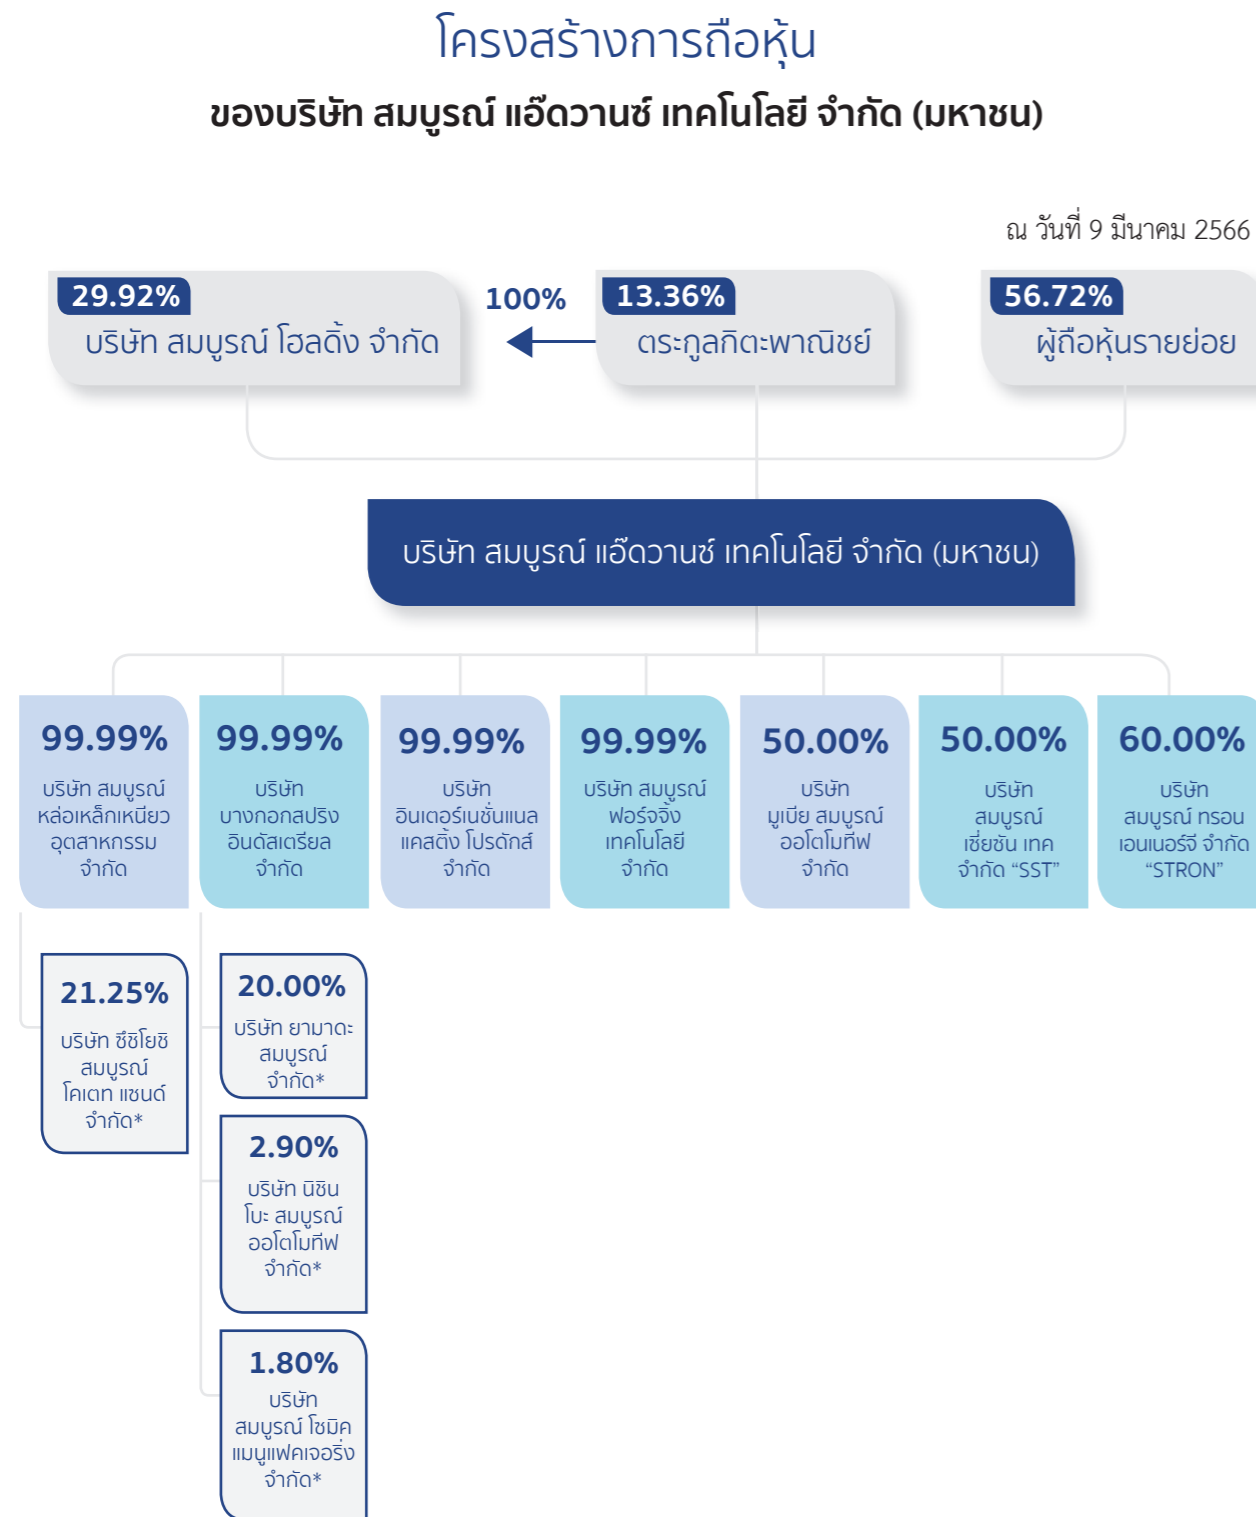 โครงสร้างการถือหุ้น
ของบริษัท สมบูรณ์ แอ๊ดวานซ์ เทคโนโลยี จำกัด (มหาชน)
ณ วันที่ 9 มีนาคม 2566
29.92%
บริษัท สมบูรณ์ โฮลดิ้ง จำกัด
100%
13.36%
ตระกูลกิตะพาณิชย์
56.72%
ผู้ถือหุ้นรายย่อย
บริษัท สมบูรณ์ แอ๊ดวานซ์ เทคโนโลยี จำกัด (มหาชน)
99.99%
บริษัท สมบูรณ์
หล่อเหล็กเหนียว
อุตสาหกรรม
จำกัด
99.99%
บริษัท
บางกอกสปริง
อินดัสเตรียล
จำกัด
99.99%
บริษัท
อินเตอร์เนชั่นแนล
แคสติ้ง โปรดักส์
จำกัด
99.99%
บริษัท สมบูรณ์
ฟอร์จจิ้ง
เทคโนโลยี
จำกัด
50.00%
บริษัท
มูเบีย สมบูรณ์
ออโตโมทีฟ
จำกัด
50.00%
บริษัท
สมบูรณ์
เซี่ยซัน เทค
จำกัด “SST”
60.00%
บริษัท
สมบูรณ์ ทรอน
เอนเนอร์จี จำกัด
“STRON”
21.25%
บริษัท ซึชิโยชิ
สมบูรณ์
โคเตท แซนด์
จำกัด*
20.00%
บริษัท ยามาดะ
สมบูรณ์
จำกัด*
2.90%
บริษัท นิชิน
โบะ สมบูรณ์
ออโตโมทีฟ
จำกัด*
1.80%
บริษัท
สมบูรณ์ โซมิค
แมนูแฟคเจอริ่ง
จำกัด*